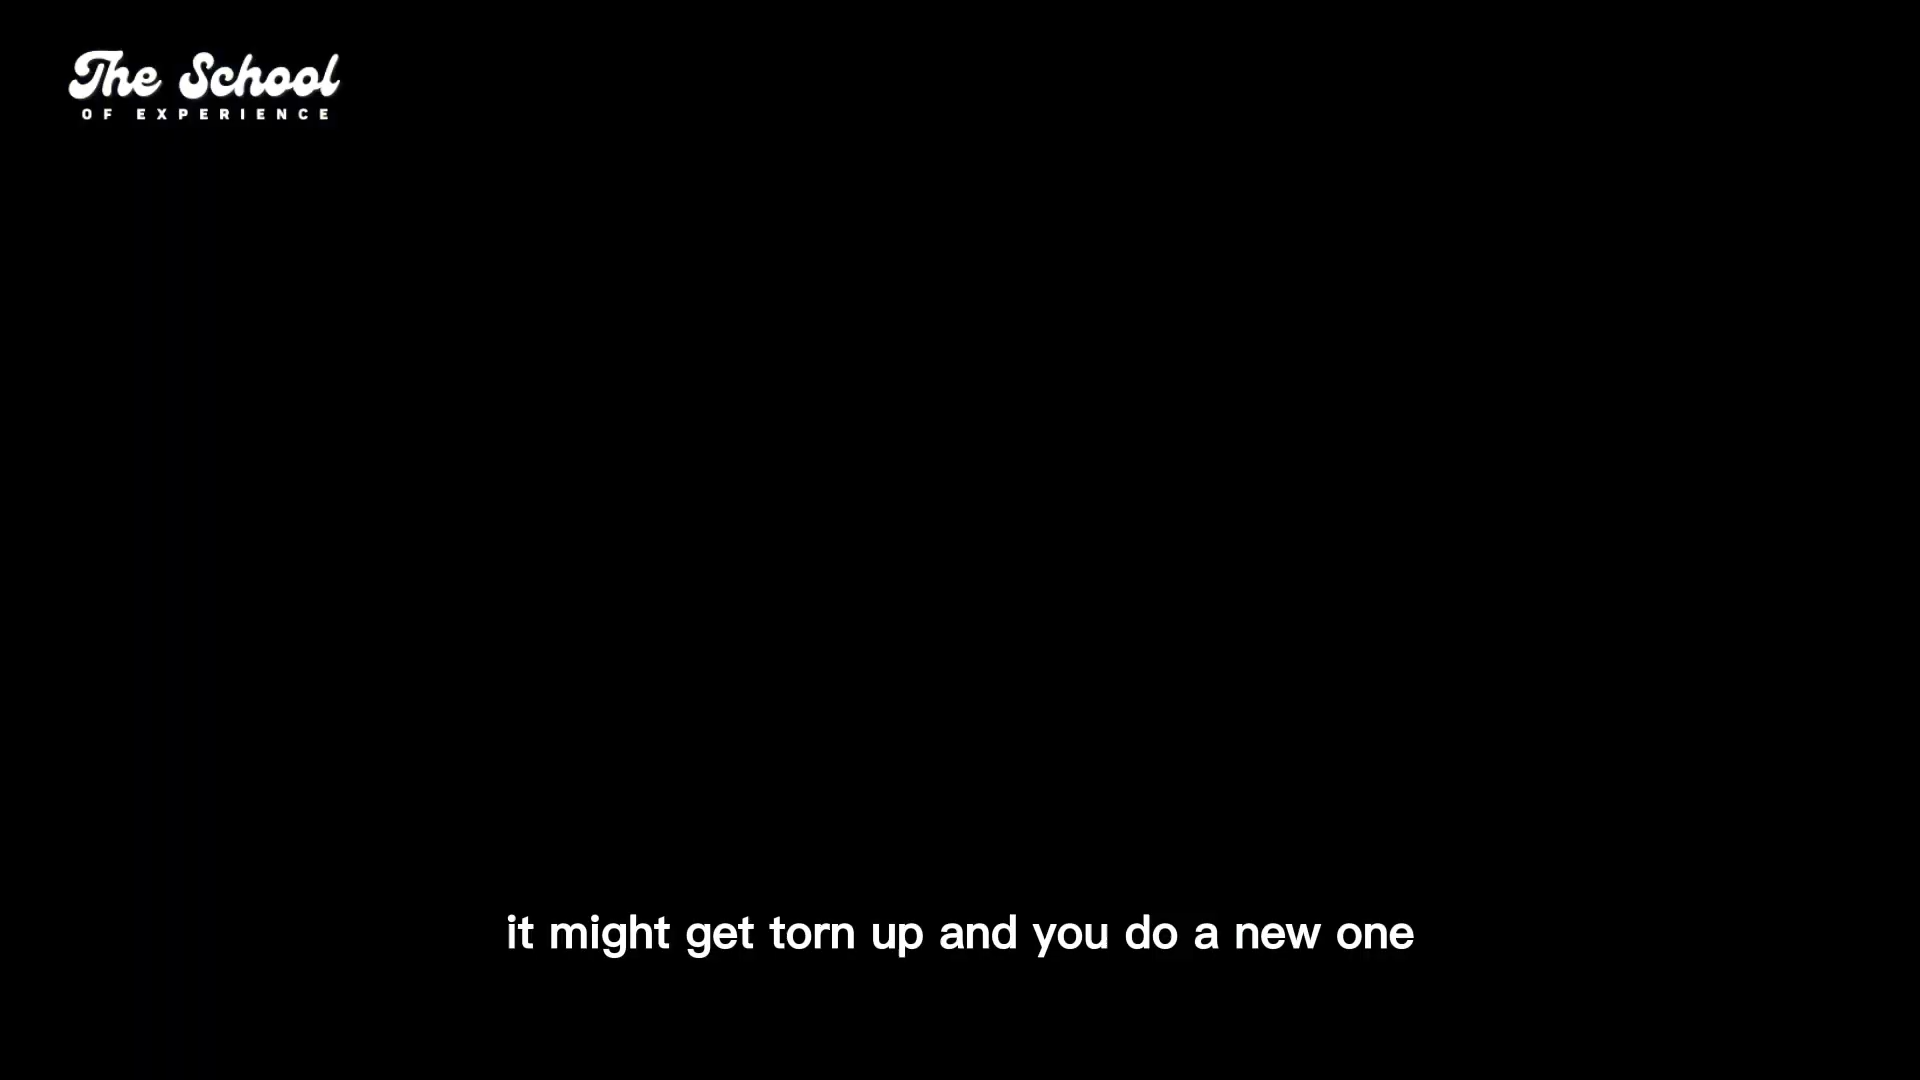 The School
OF EXPERIENCE
it might get torn up and you do a new one